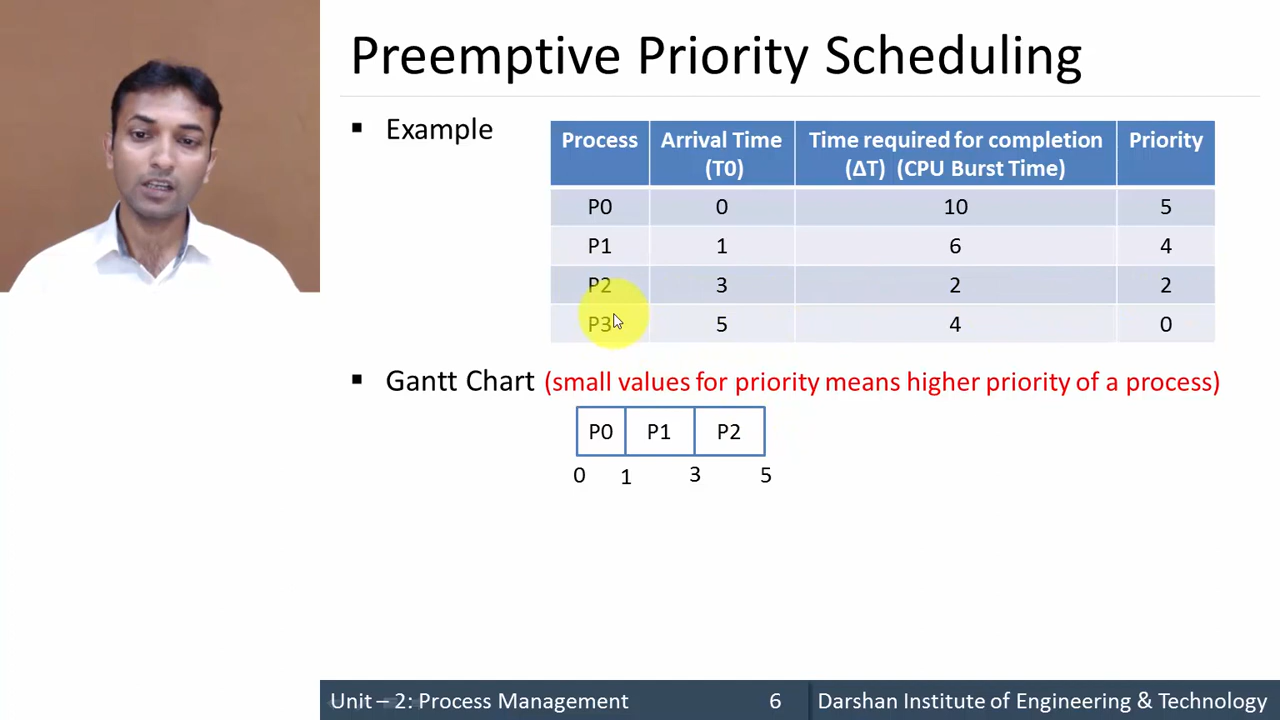 Preemptive Priority Scheduling
Example
Process Arrival Time (T0) Time required for completion (ΔT) (CPU Burst Time) Priority
P0 0 10 5
P1 1 6 4
P2 3 2 2
P3 5 4 0
Gantt Chart (small values for priority means higher priority of a process)
P0 P1 P2
0 1 3 5
Unit – 2: Process Management 6 Darshan Institute of Engineering & Technology